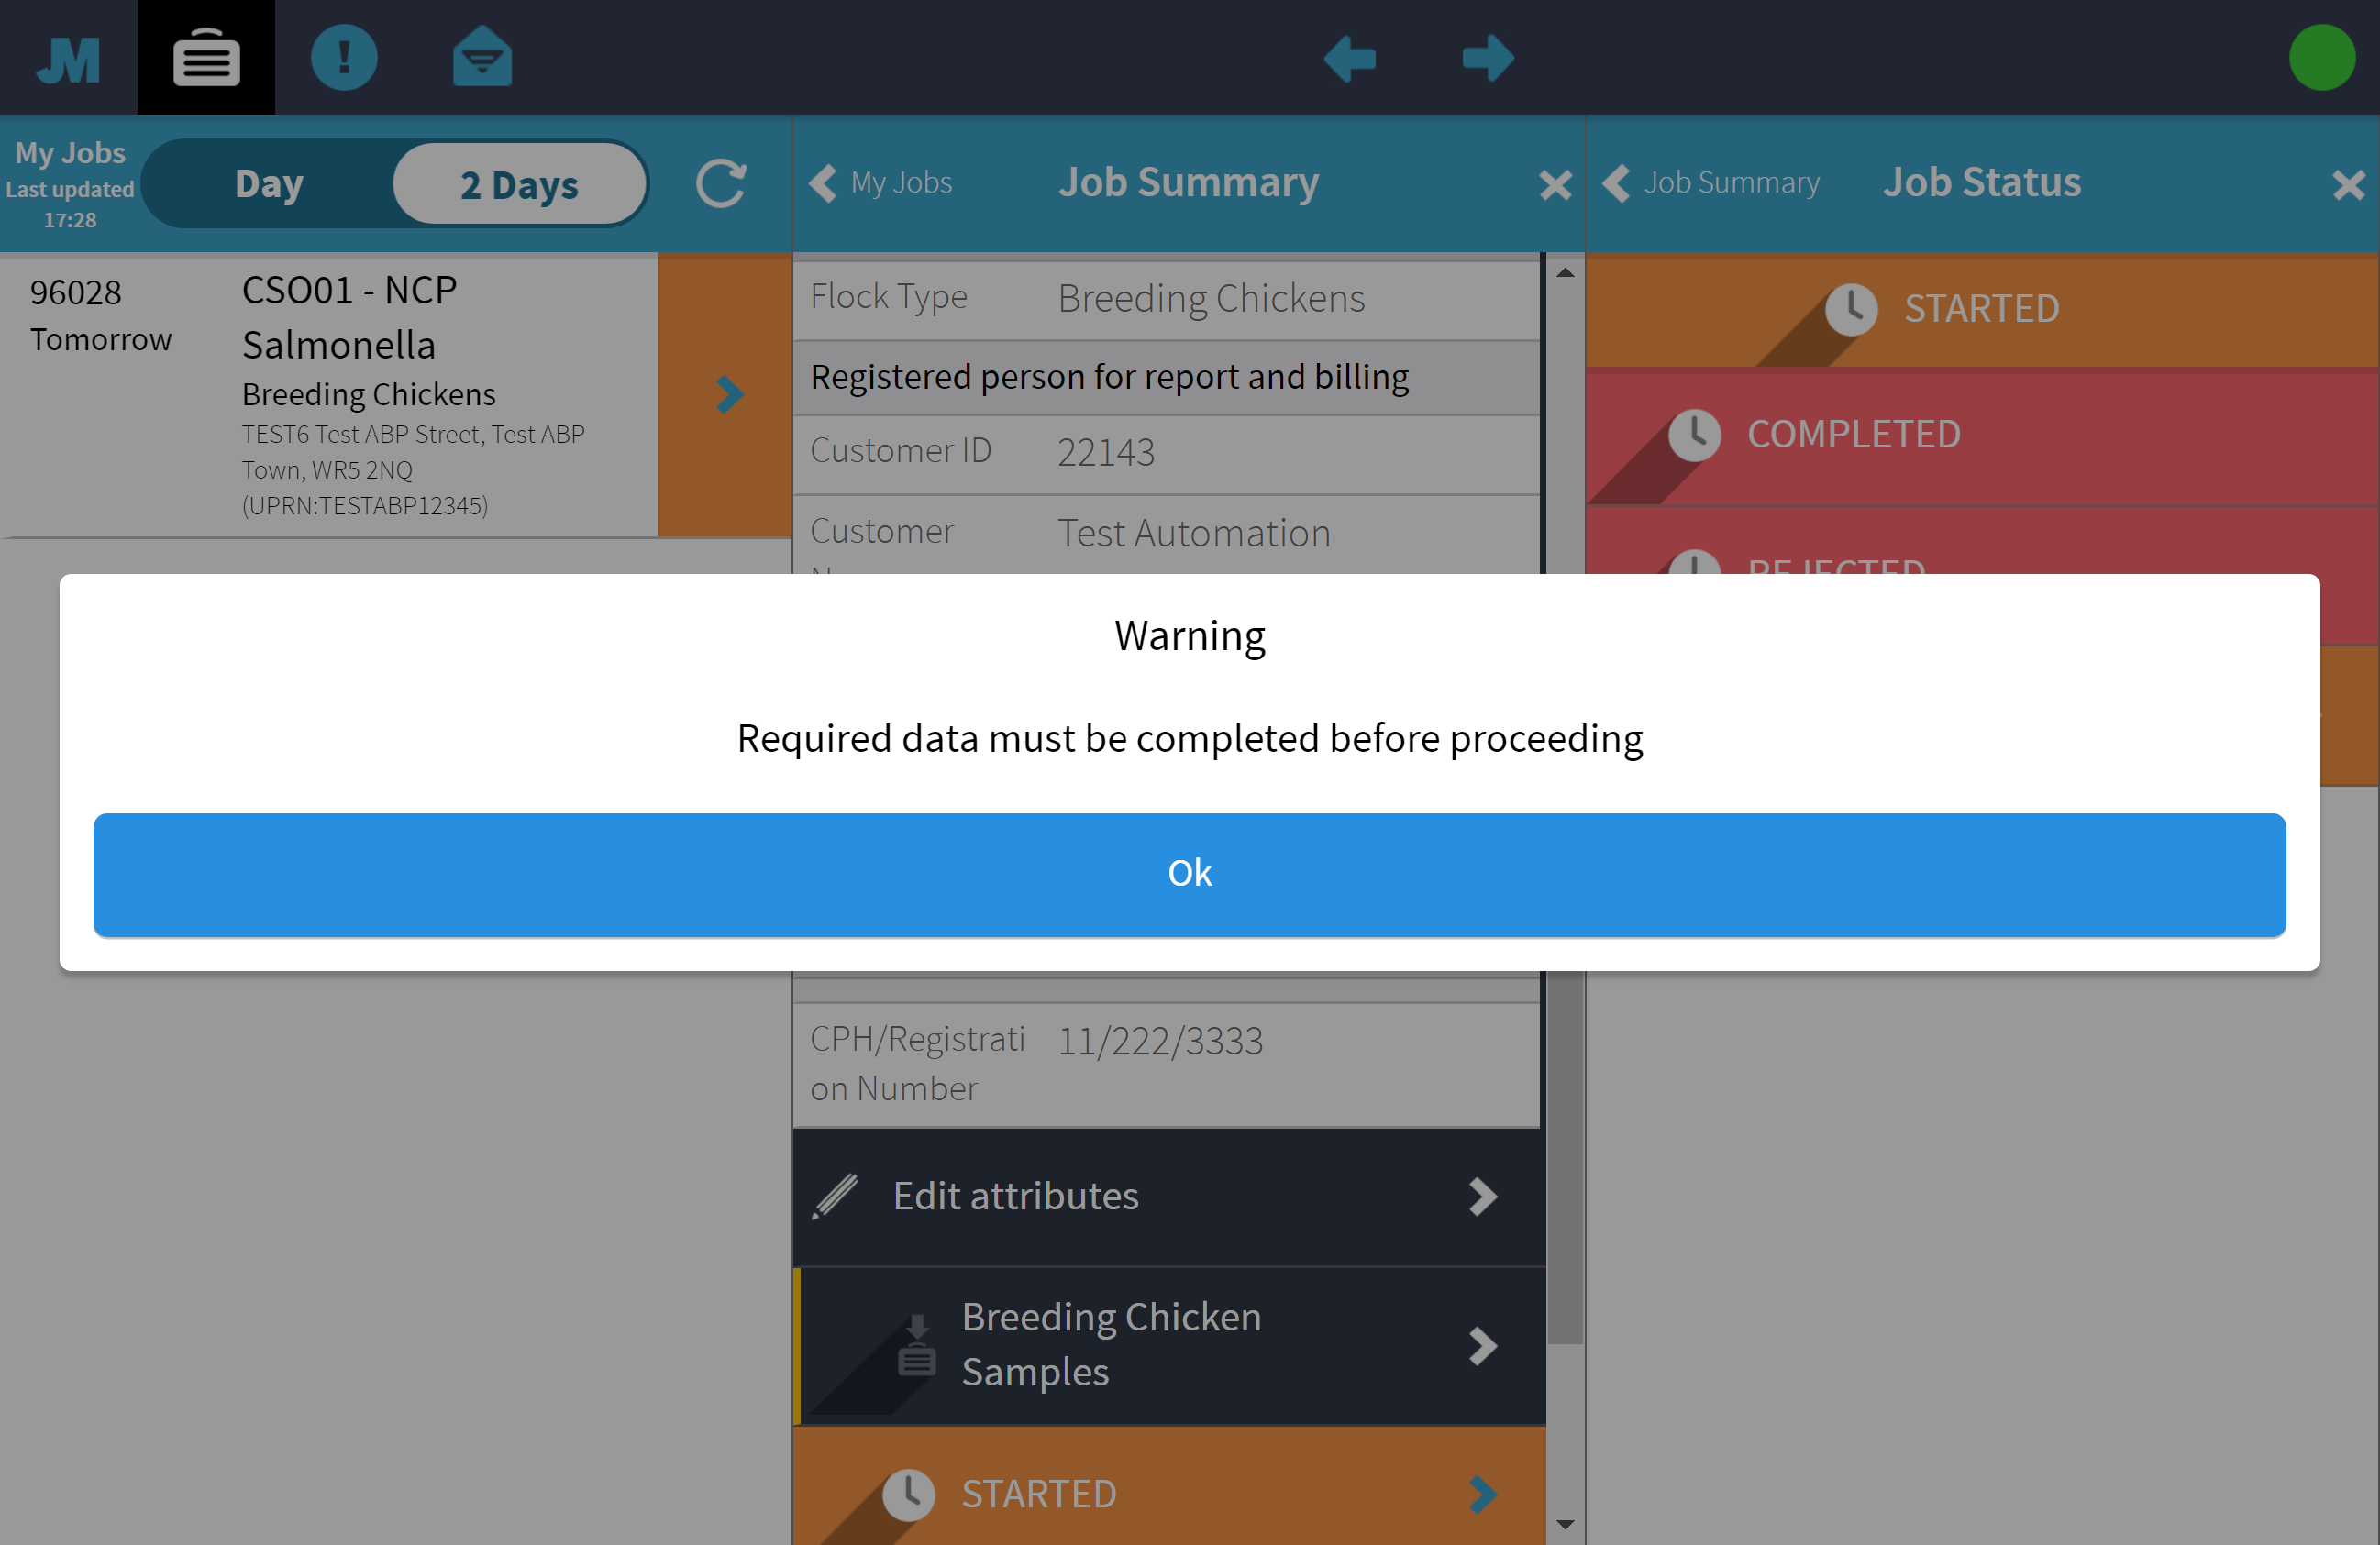 JM
My Jobs
Last updated
17:28
Day
2 Days
My Jobs
Job Summary
Job Summary
Job Status
96028
Tomorrow
CSO01 - NCP
Salmonella
Breeding Chickens
TEST6 Test ABP Street, Test ABP
Town, WR5 2NQ
(UPRN:TESTABP12345)
Flock Type
Breeding Chickens
Registered person for report and billing
Customer ID
22143
Customer
Test Automation
STARTED
COMPLETED
REJECTED
Warning
Required data must be completed before proceeding
Ok
CPH/Registrati
on Number
11/222/3333
Edit attributes
Breeding Chicken
Samples
STARTED